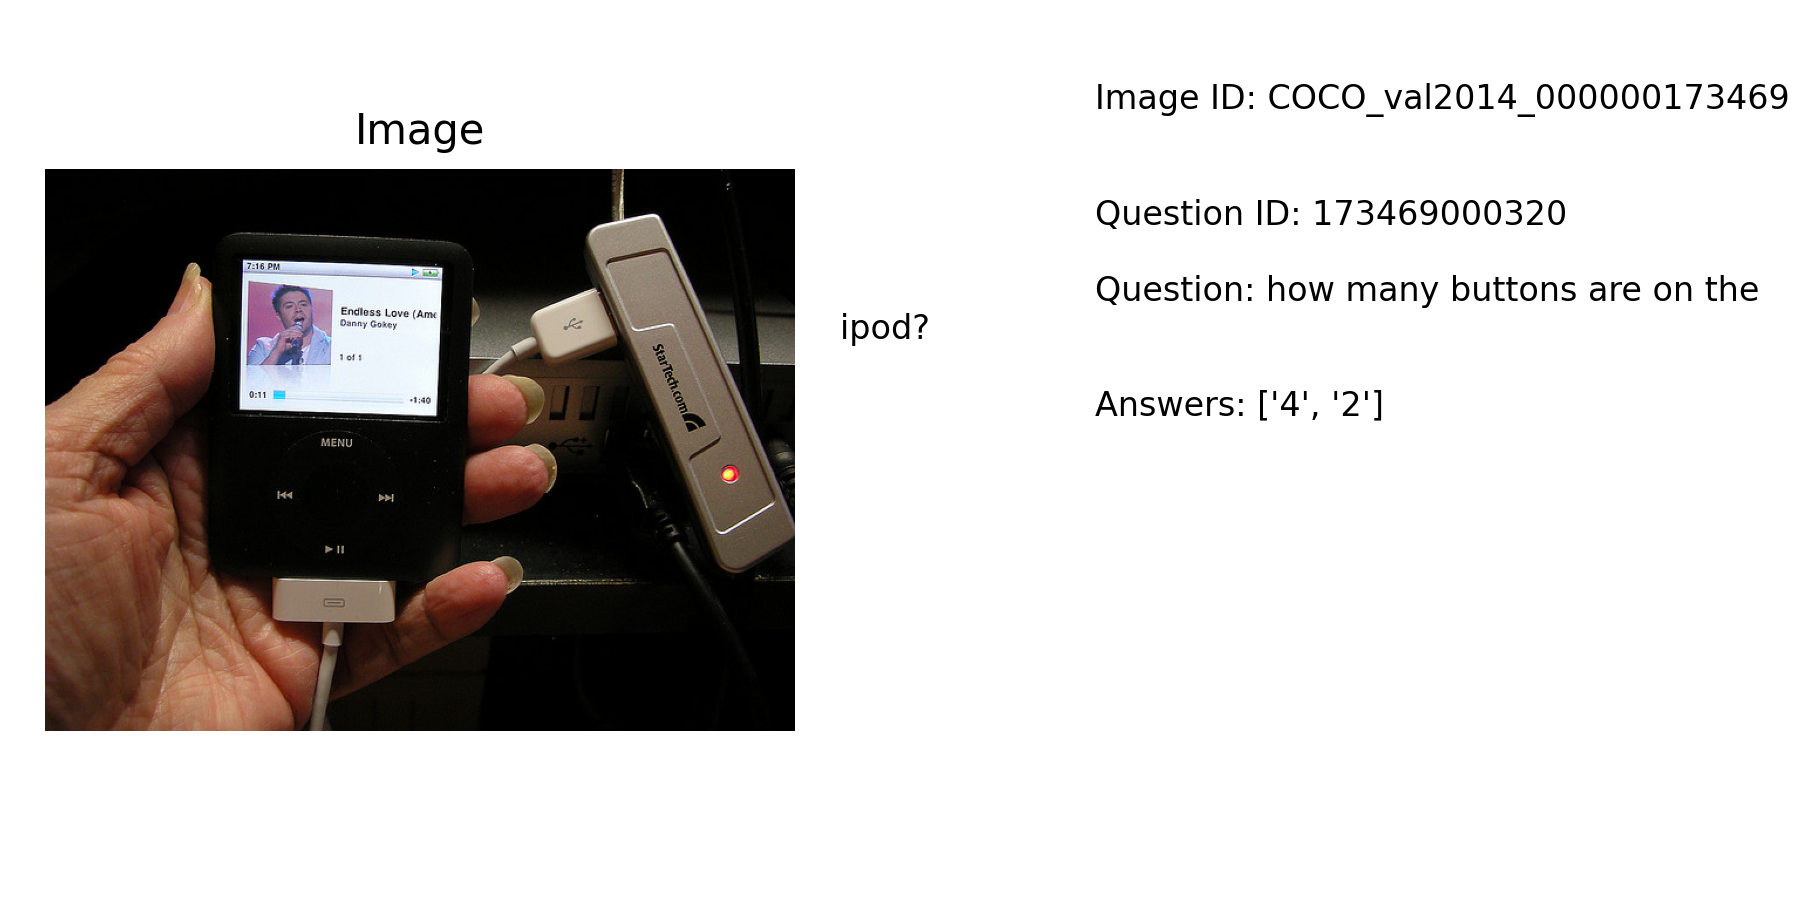 Image
7:16 PM
Endless Love (Ame
Danny Gokey
1 of 1
0:11
-1:40
MENU
StarTech.com
Image ID: COCO_val2014_000000173469
Question ID: 173469000320
Question: how many buttons are on the
ipod?
Answers: ['4', '2']